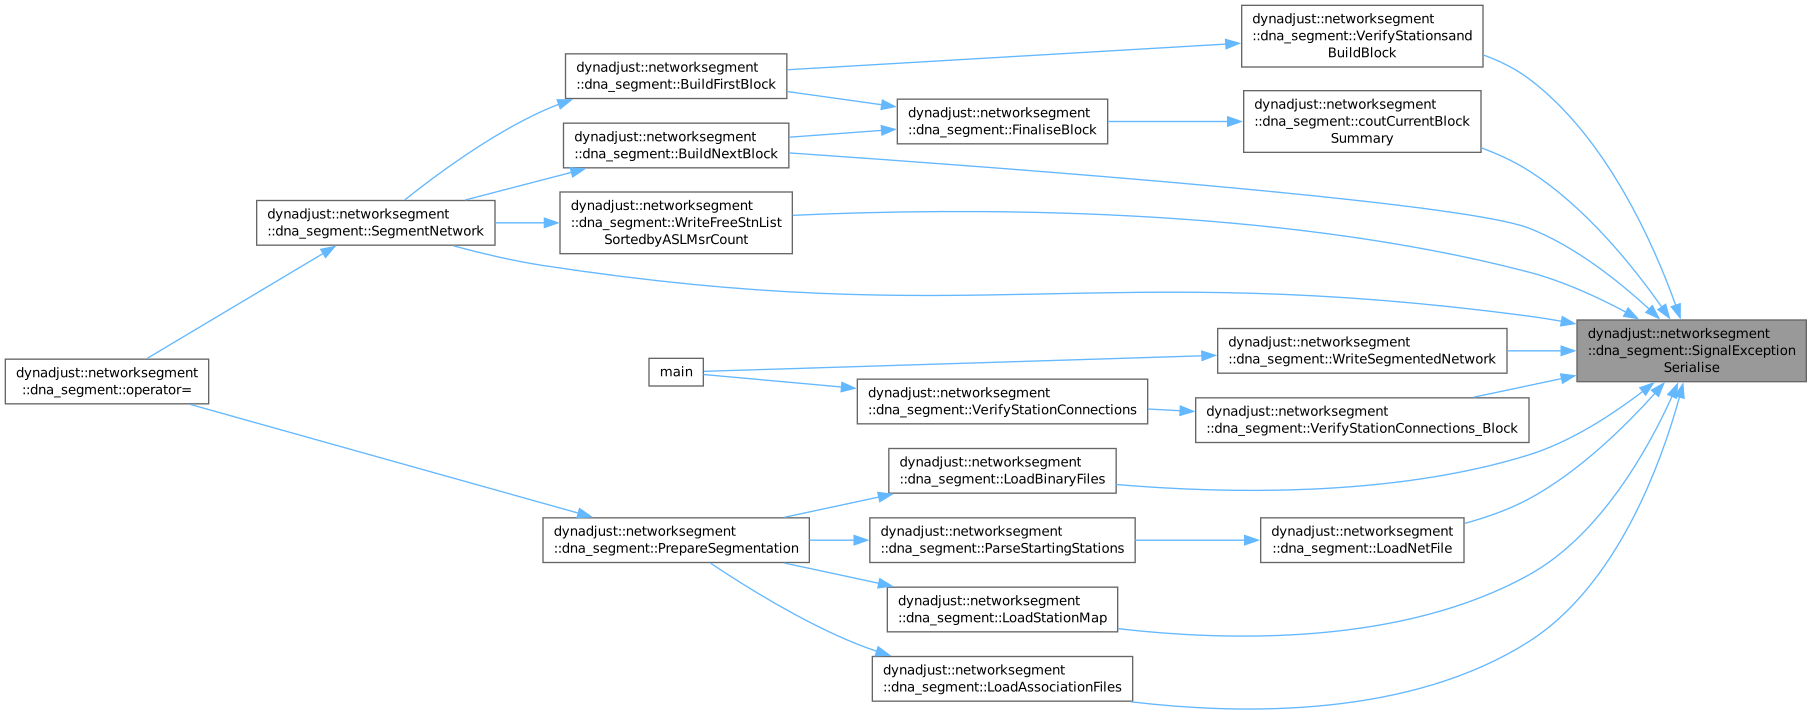 dynadjust::networksegment
::dna_segment::VerifyStationsand
BuildBlock
dynadjust::networksegment
::dna_segment::BuildFirstBlock
dynadjust::networksegment
::dna_segment::coutCurrentBlock
Summary
dynadjust::networksegment
::dna_segment::FinaliseBlock
dynadjust::networksegment
::dna_segment::BuildNextBlock
dynadjust::networksegment
::dna_segment::WriteFreeStnList
SortedbyASLMsrCount
dynadjust::networksegment
::dna_segment::SegmentNetwork
dynadjust::networksegment
::dna_segment::SignalException
Serialise
dynadjust::networksegment
::dna_segment::WriteSegmentedNetwork
dynadjust::networksegment
::dna_segment::operator=
main
dynadjust::networksegment
::dna_segment::VerifyStationConnections
dynadjust::networksegment
::dna_segment::VerifyStationConnections_Block
dynadjust::networksegment
::dna_segment::LoadBinaryFiles
dynadjust::networksegment
::dna_segment::PrepareSegmentation
dynadjust::networksegment
::dna_segment::ParseStartingStations
dynadjust::networksegment
::dna_segment::LoadNetFile
dynadjust::networksegment
::dna_segment::LoadStationMap
dynadjust::networksegment
::dna_segment::LoadAssociationFiles